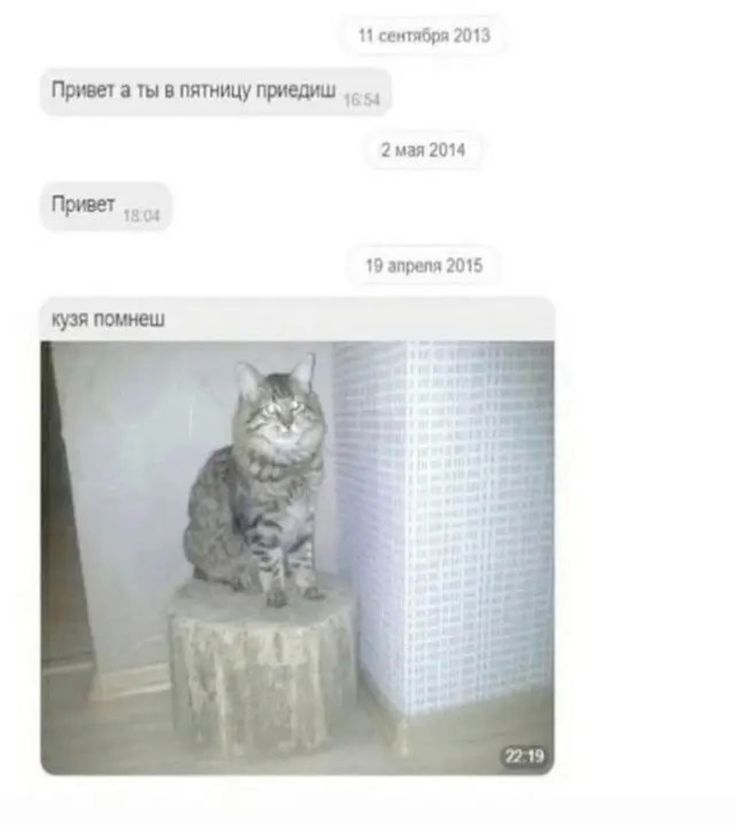 11 сентября 2013
Привет а ты в пятницу приедиш 16:54
2 мая 2014
Привет 18:04
19 апреля 2015
кузя помнеш
22:19